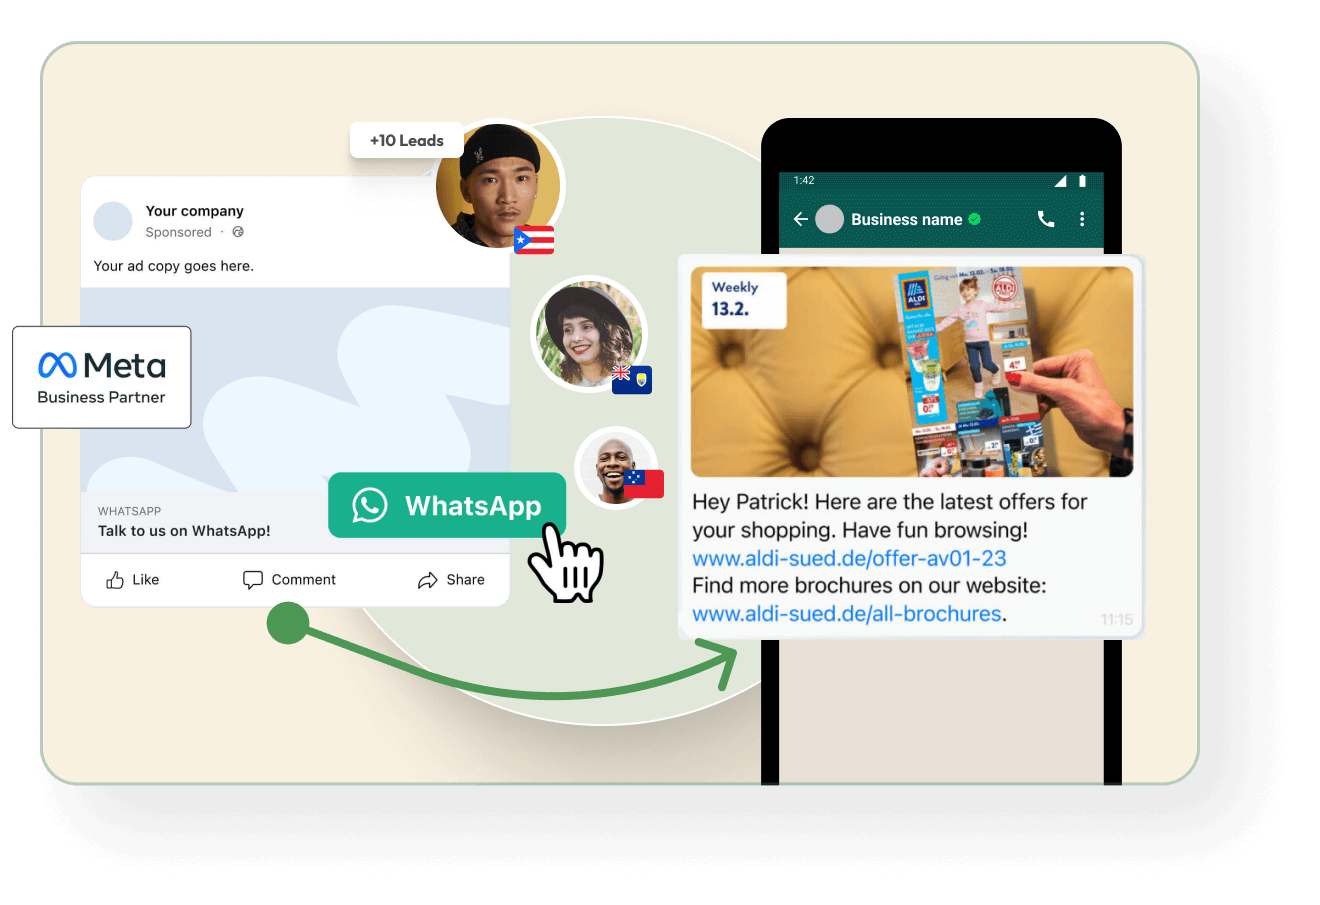 +10 Leads
Your company
Sponsored ·
Your ad copy goes here.
Meta
Business Partner
WHATSAPP
Talk to us on WhatsApp!
WhatsApp
Like
Comment
Share
1:42
Business name
Weekly
13.2.
ALDI
ALDI
Hey Patrick! Here are the latest offers for
your shopping. Have fun browsing!
www.aldi-sued.de/offer-av01-23
Find more brochures on our website:
www.aldi-sued.de/all-brochures.
11:15